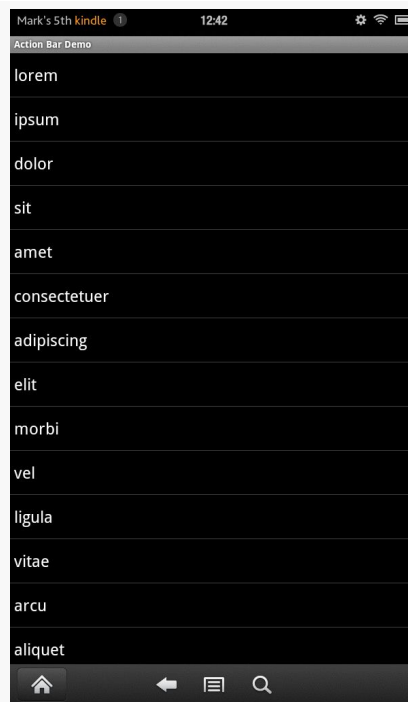 Mark's 5th kindle 1 12:42
Action Bar Demo
lorem
ipsum
dolor
sit
amet
consectetuer
adipiscing
elit
morbi
vel
ligula
vitae
arcu
aliquet